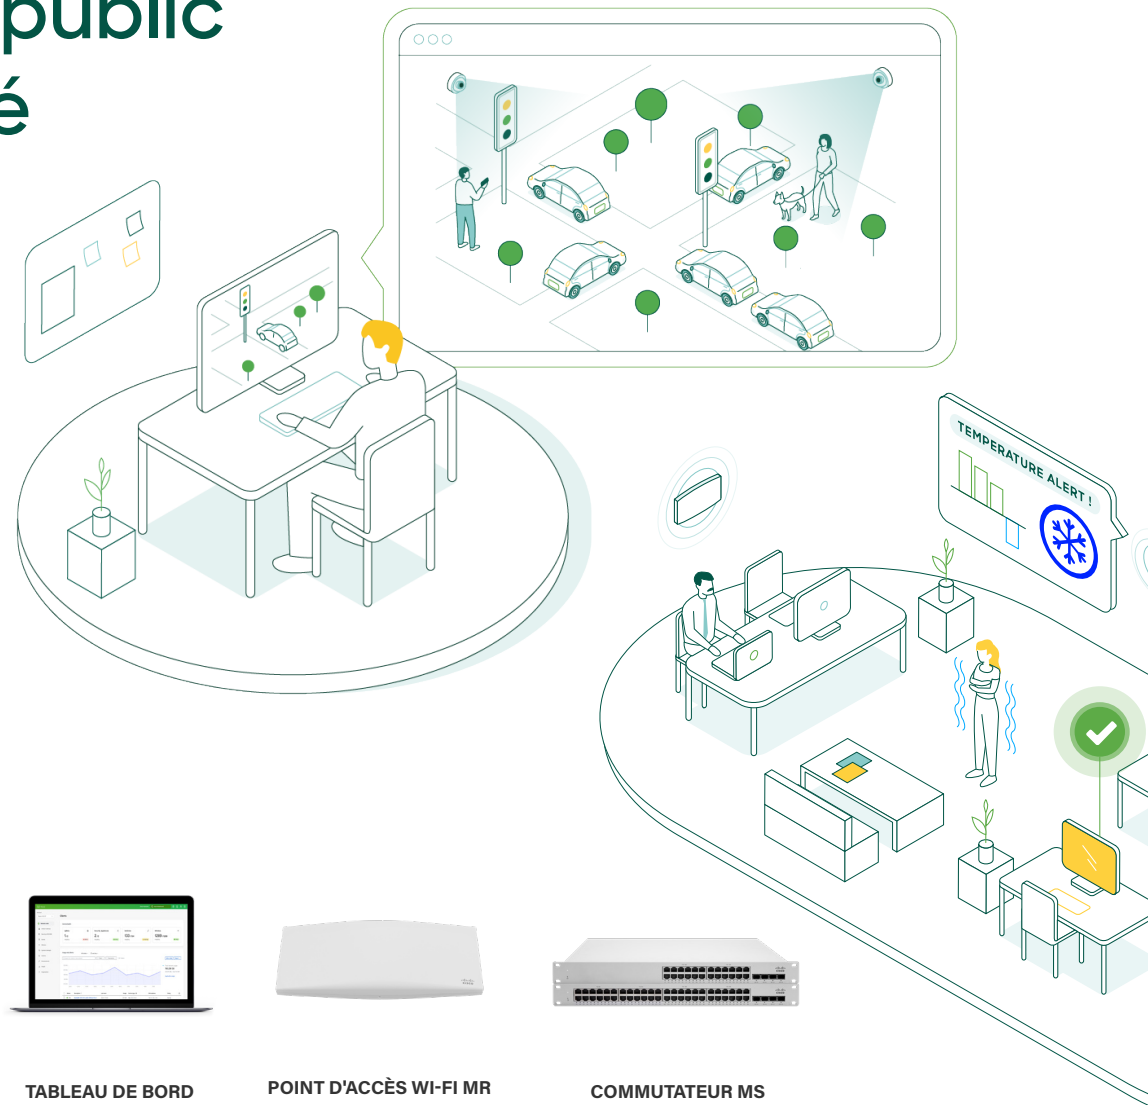 public
é
TEMPERATURE ALERT !
TABLEAU DE BORD
POINT D'ACCÈS WI-FI MR
COMMUTATEUR MS